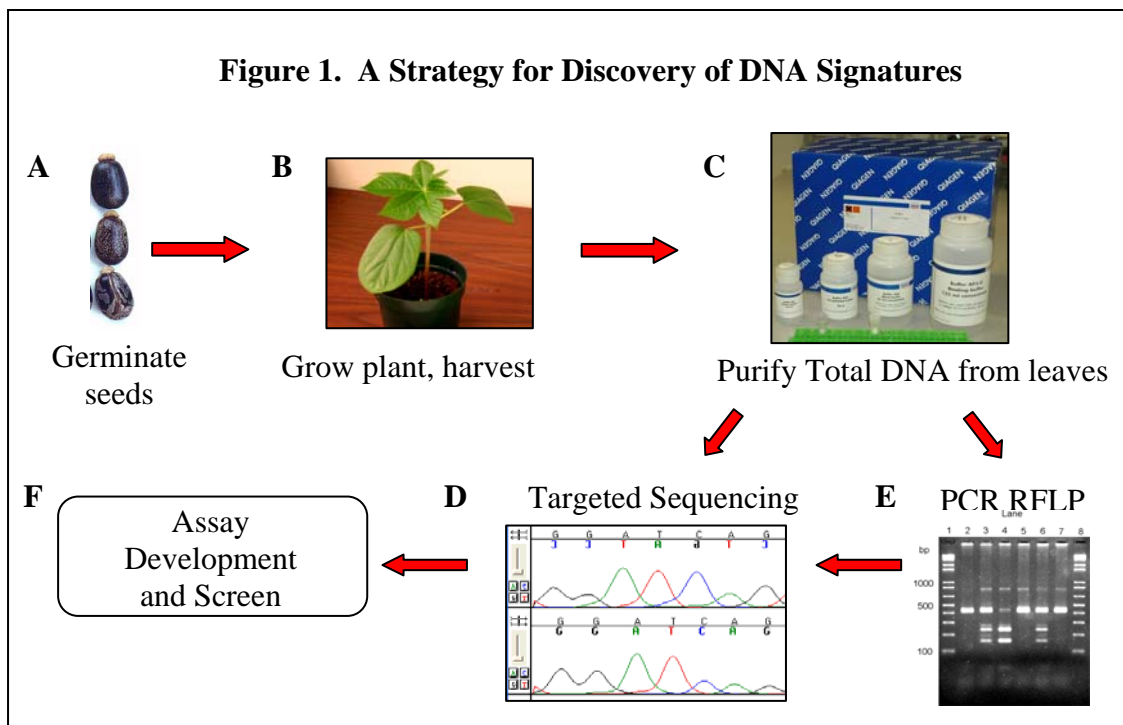 Figure 1. A Strategy for Discovery of DNA Signatures
A
B
C
QIAGEN
Germinate
seeds
Grow plant, harvest
Purify Total DNA from leaves
F
Assay
Development
and Screen
D
Targeted Sequencing
G G A T C A G
G G A T C A G
G G A T C A G
E
PCR RFLP
Lane
1 2 3 4 5 6 7 8
bp
1000
500
100